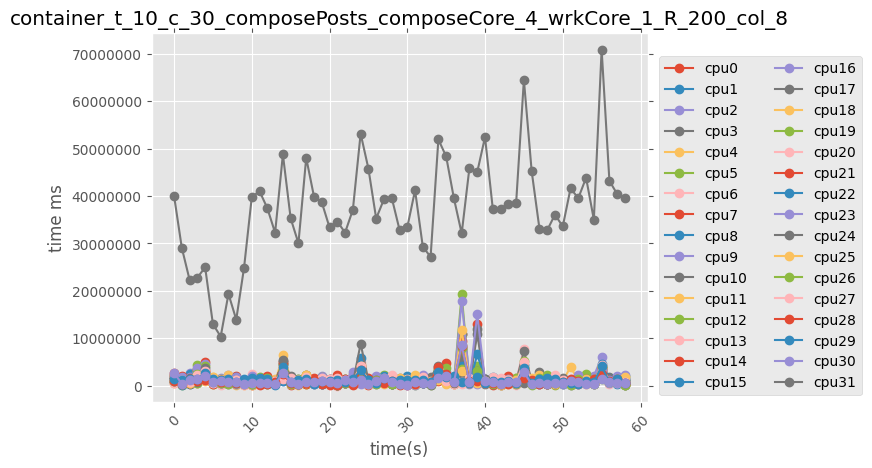 container_t_10_c_30_composePosts_composeCore_4_wrkCore_1_R_200_col_8
time ms
70000000
60000000
50000000
40000000
30000000
20000000
10000000
0
0
10
20
30
40
50
60
time(s)
cpu0
cpu1
cpu2
cpu3
cpu4
cpu5
cpu6
cpu7
cpu8
cpu9
cpu10
cpu11
cpu12
cpu13
cpu14
cpu15
cpu16
cpu17
cpu18
cpu19
cpu20
cpu21
cpu22
cpu23
cpu24
cpu25
cpu26
cpu27
cpu28
cpu29
cpu30
cpu31